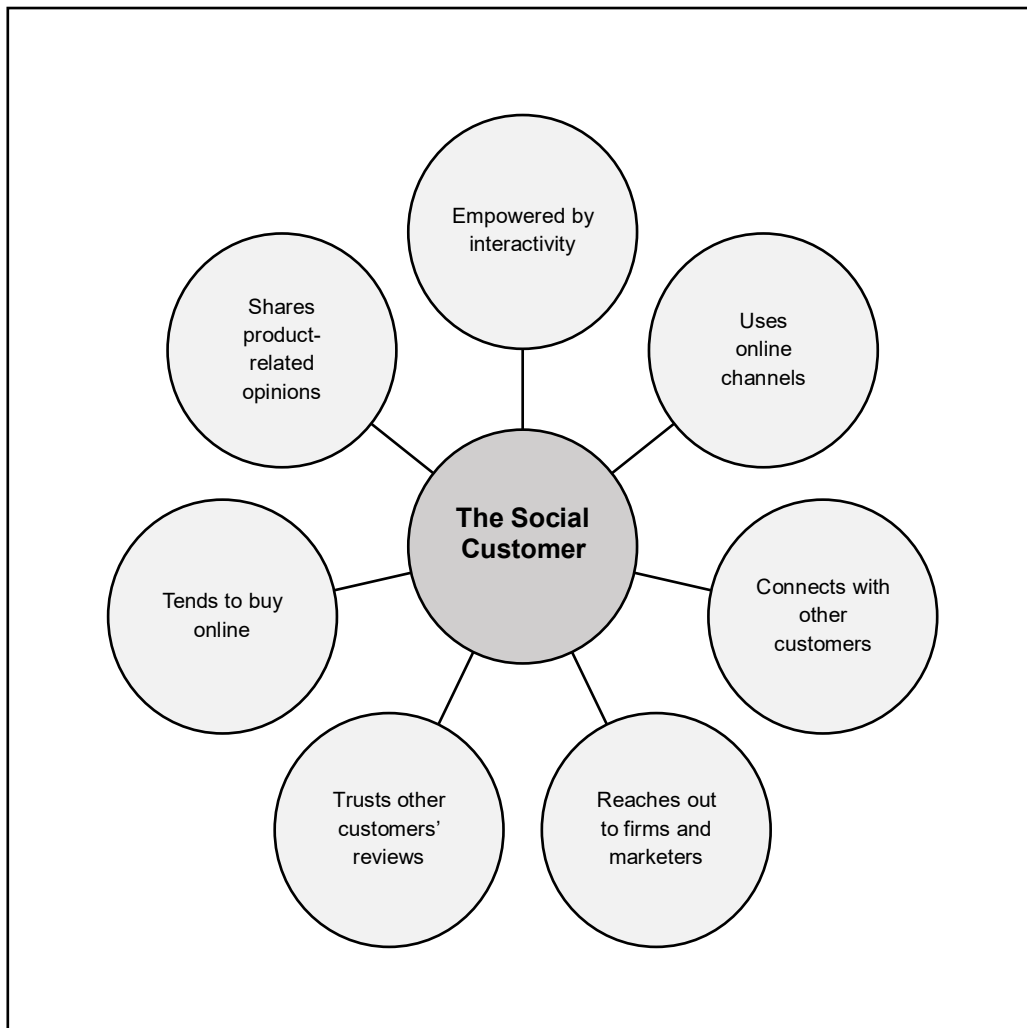 Empowered by
interactivity
Shares
product-
related
opinions
Uses
online
channels
The Social
Customer
Tends to buy
online
Connects with
other
customers
Trusts other
customers’
reviews
Reaches out
to firms and
marketers